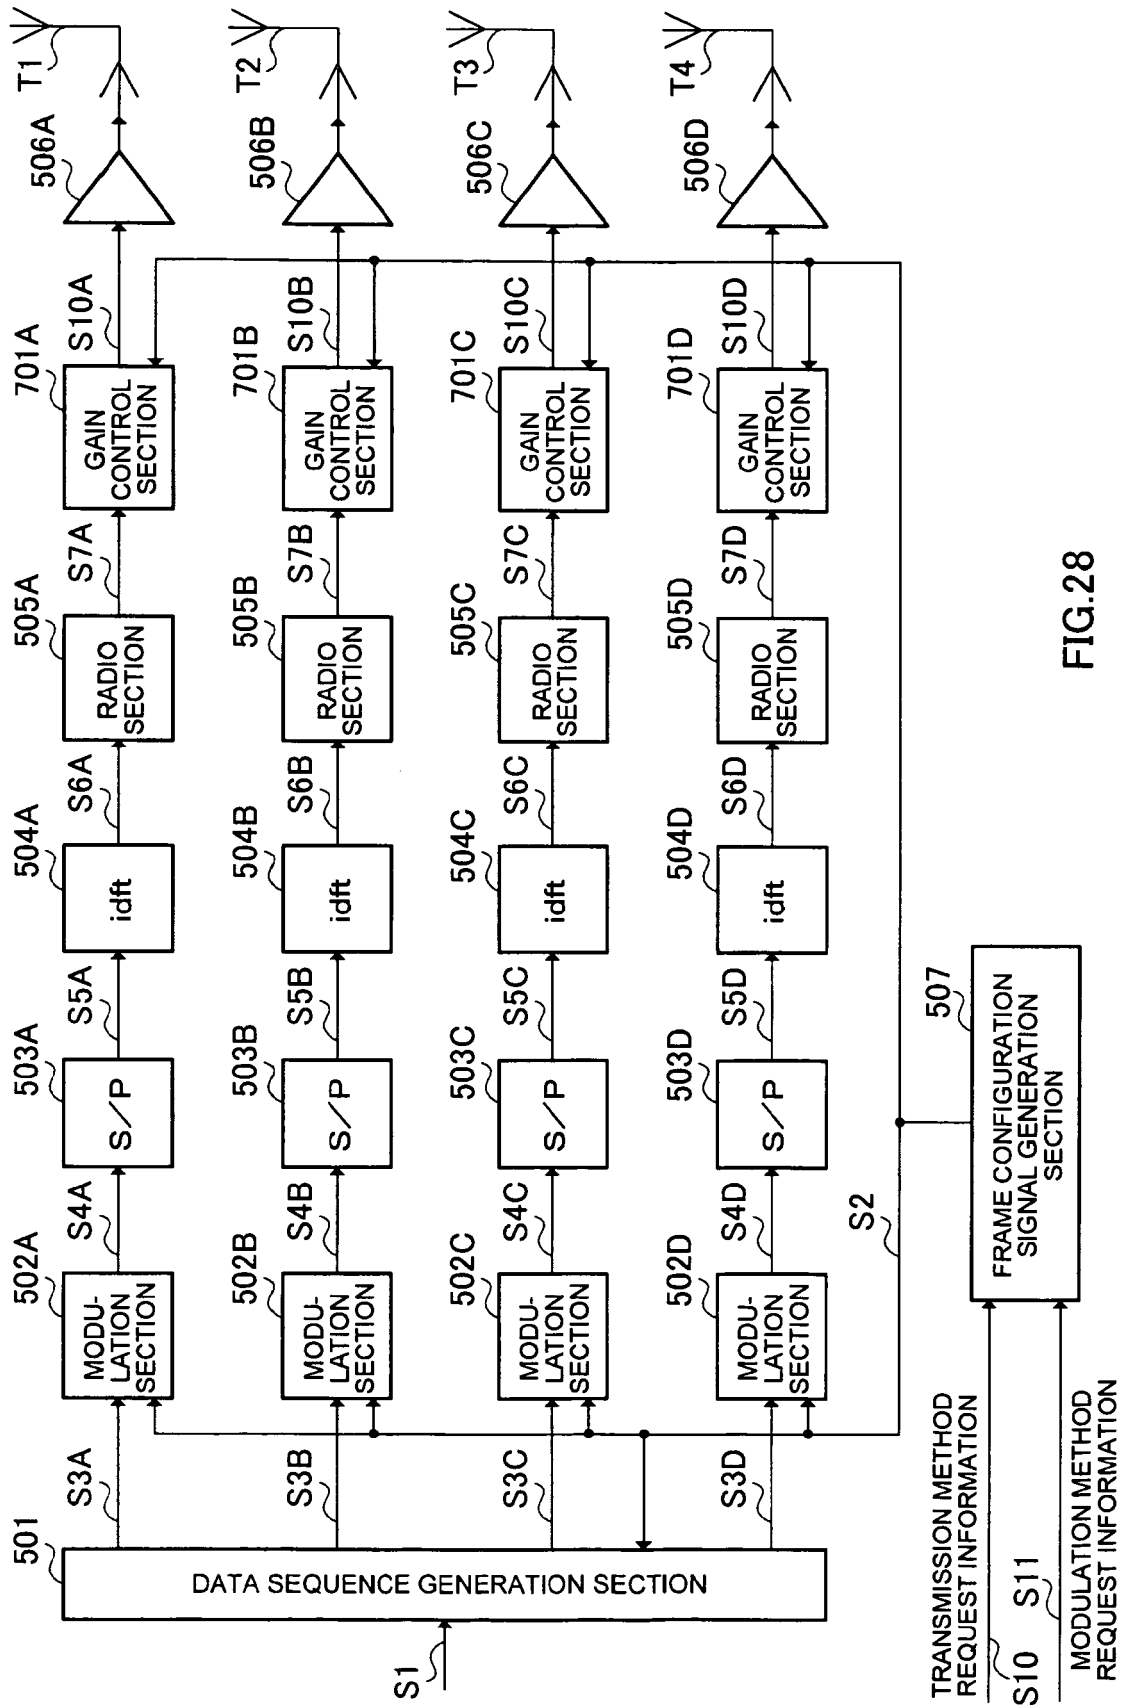 T1
506A
S10A
701A
GAIN
CONTROL
SECTION
S7A
505A
RADIO
SECTION
S6A
504A
idft
S5A
503A
S/P
S4A
502A
MODU-
LATION
SECTION
S3A
T2
506B
S10B
701B
GAIN
CONTROL
SECTION
S7B
505B
RADIO
SECTION
S6B
504B
idft
S5B
503B
S/P
S4B
502B
MODU-
LATION
SECTION
S3B
T3
506C
S10C
701C
GAIN
CONTROL
SECTION
S7C
505C
RADIO
SECTION
S6C
504C
idft
S5C
503C
S/P
S4C
502C
MODU-
LATION
SECTION
S3C
T4
506D
S10D
701D
GAIN
CONTROL
SECTION
S7D
505D
RADIO
SECTION
S6D
504D
idft
S5D
503D
S/P
S4D
502D
MODU-
LATION
SECTION
S3D
501
DATA SEQUENCE GENERATION SECTION
S1
S2
507
FRAME CONFIGURATION
SIGNAL GENERATION
SECTION
TRANSMISSION METHOD
REQUEST INFORMATION
S10
S11
MODULATION METHOD
REQUEST INFORMATION
FIG.28